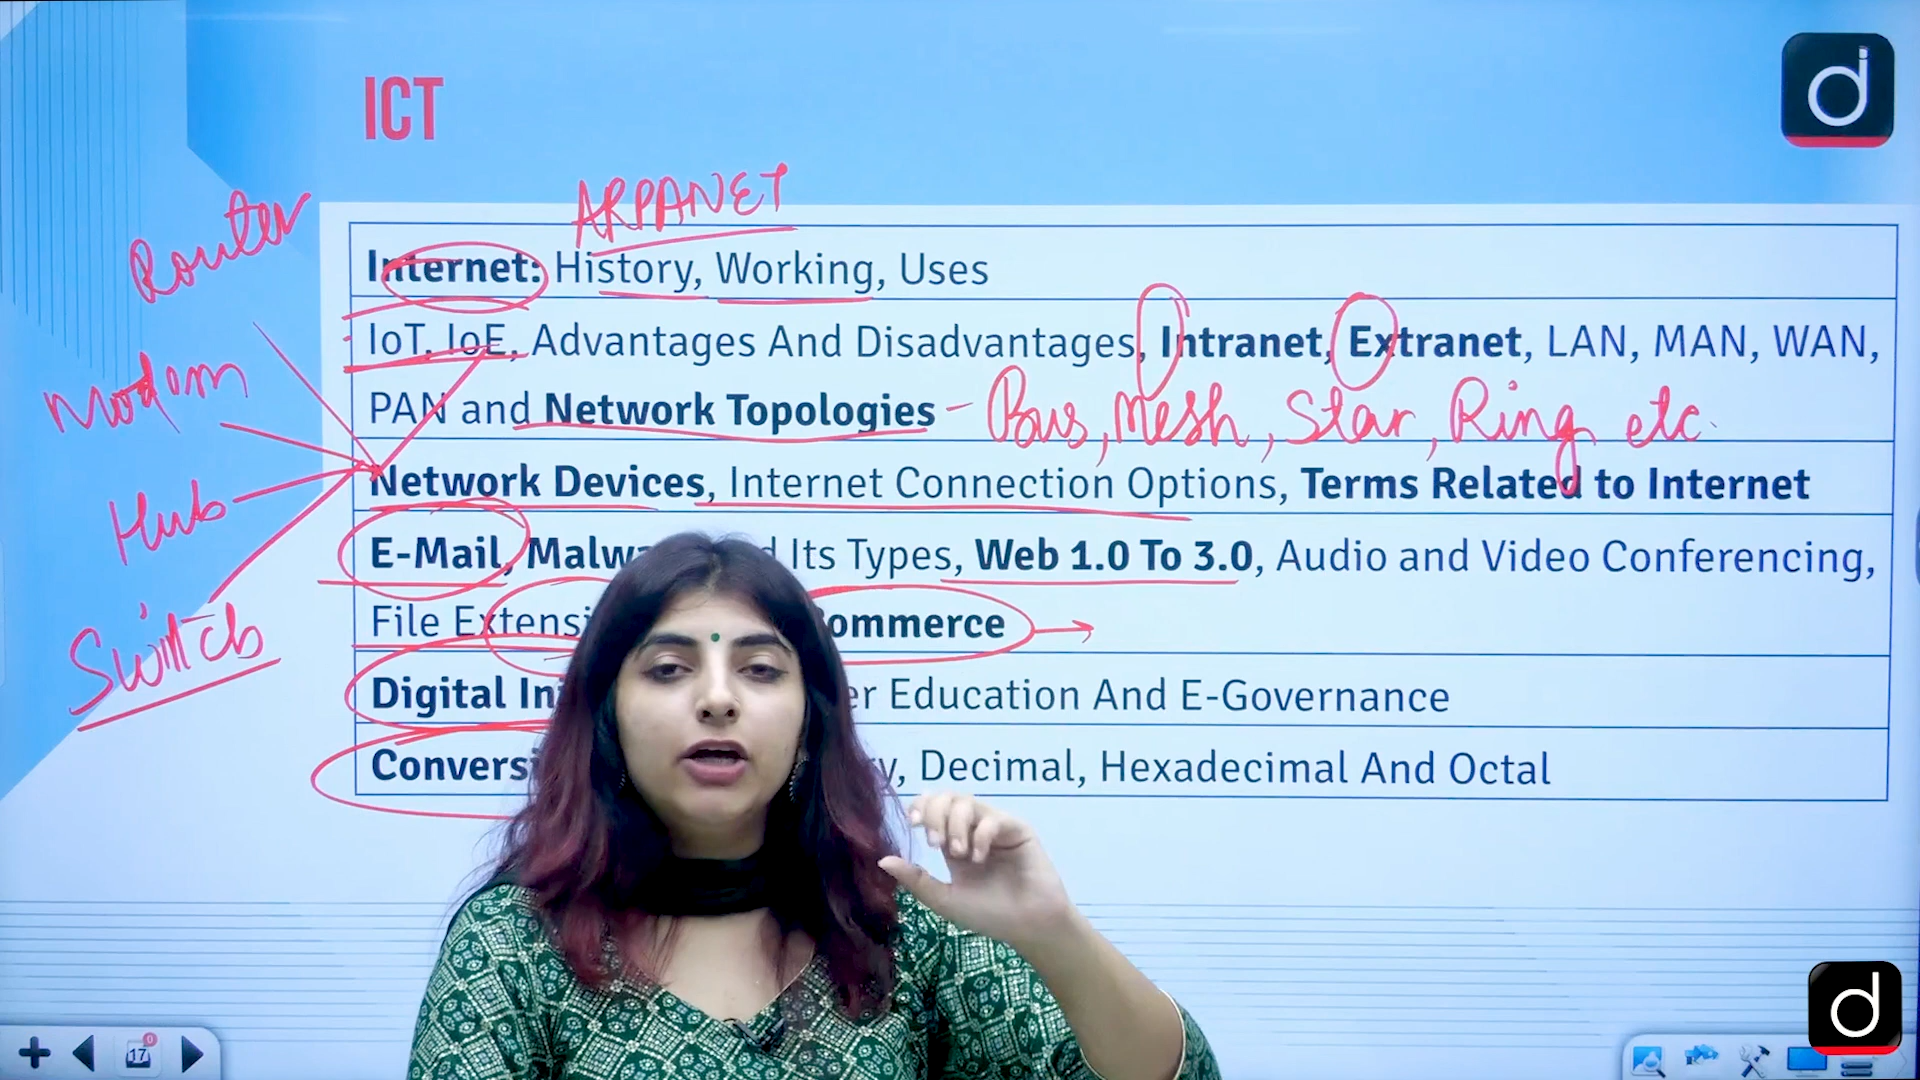 ICT
ARPANET
Router
Internet: History, Working, Uses
IoT, IoE, Advantages And Disadvantages, Intranet, Extranet, LAN, MAN, WAN,
Modem
PAN and Network Topologies - Bus, Mesh, Star, Ring etc.
Network Devices, Internet Connection Options, Terms Related to Internet
Hub
E-Mail, Its Types, Web 1.0 To 3.0, Audio and Video Conferencing,
File
Switch
Digital Education And E-Governance
Decimal, Hexadecimal And Octal
17
0
d
d